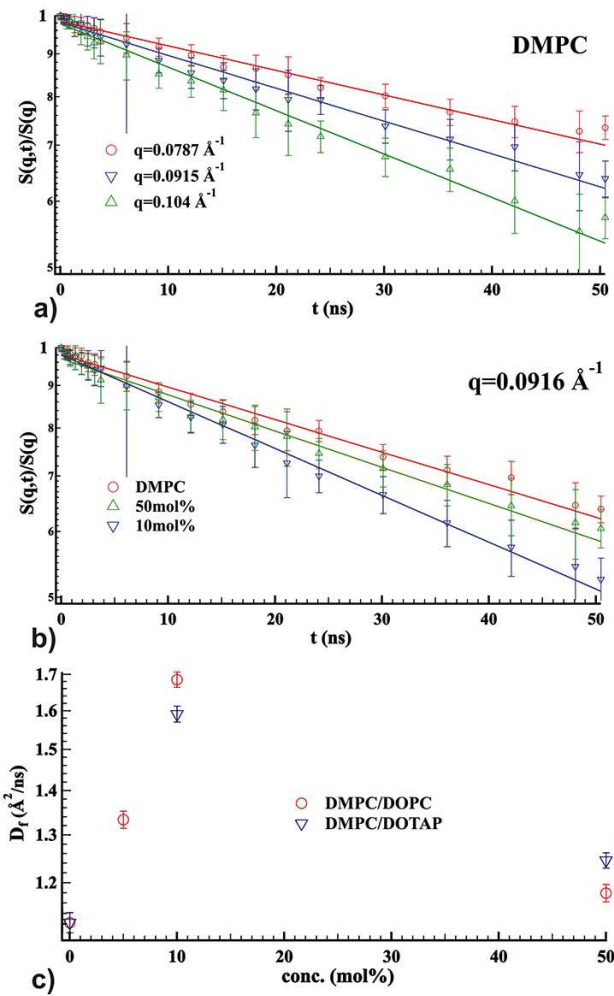 DMPC
1
9
8
7
6
5
S(q,t)/S(q)
q=0.0787 Å⁻¹
q=0.0915 Å⁻¹
q=0.104 Å⁻¹
0 10 20 30 40 50
t (ns)
a)
q=0.0916 Å⁻¹
1
9
8
7
6
5
S(q,t)/S(q)
DMPC
50mol%
10mol%
0 10 20 30 40 50
t (ns)
b)
1.7
1.6
1.5
1.4
1.3
1.2
D_f (Å²/ns)
DMPC/DOPC
DMPC/DOTAP
0 10 20 30 40 50
conc. (mol%)
c)